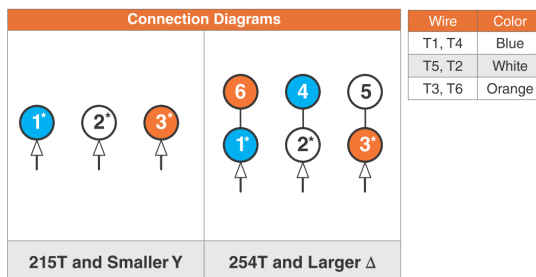 Connection Diagrams
1* 2* 3*
6 4 5
1* 2* 3*
215T and Smaller Y
254T and Larger Δ
Wire Color
T1, T4 Blue
T5, T2 White
T3, T6 Orange